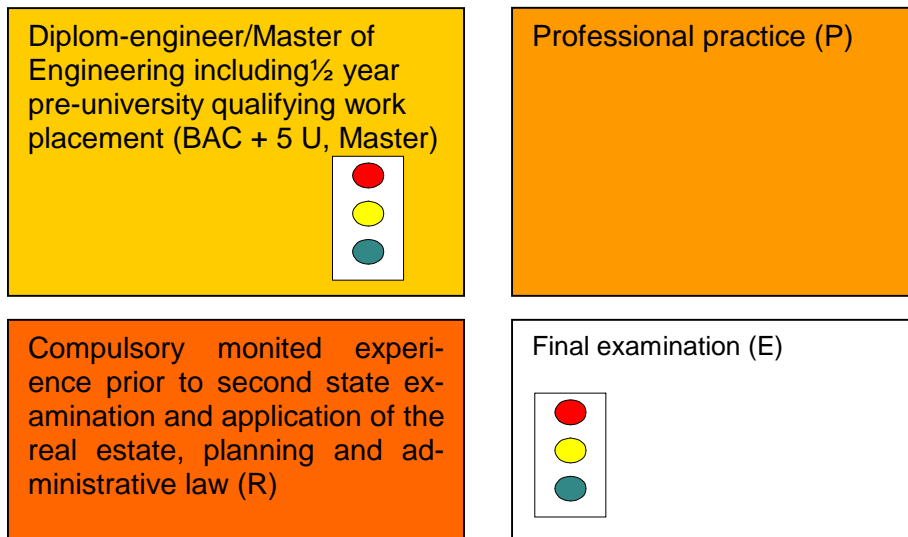 Diplom-engineer/Master of
Engineering including½ year
pre-university qualifying work
placement (BAC + 5 U, Master)
Professional practice (P)
Compulsory monited experi-
ence prior to second state ex-
amination and application of the
real estate, planning and ad-
ministrative law (R)
Final examination (E)